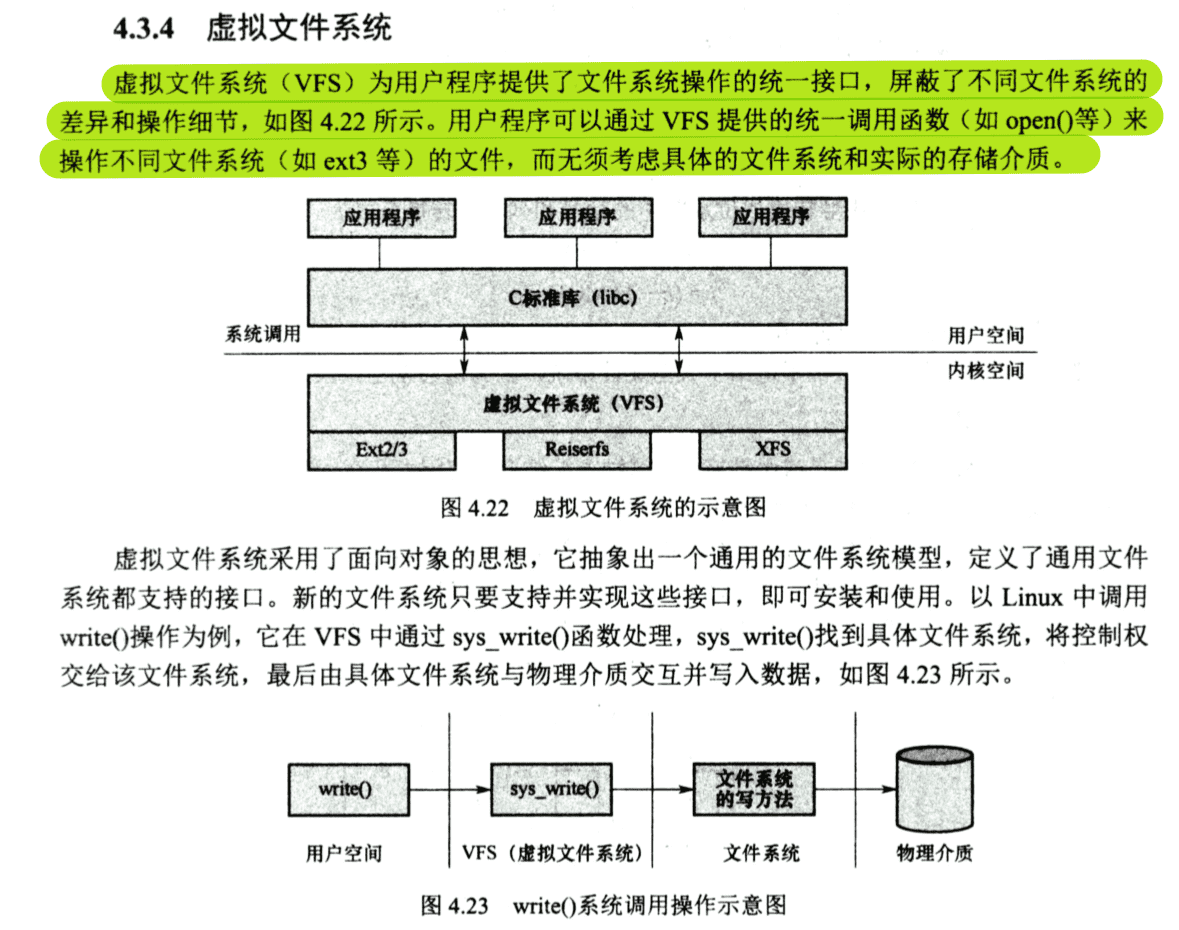 4.3.4 虚拟文件系统
虚拟文件系统（VFS）为用户程序提供了文件系统操作的统一接口，屏蔽了不同文件系统的
差异和操作细节，如图 4.22 所示。用户程序可以通过 VFS 提供的统一调用函数（如 open()等）来
操作不同文件系统（如 ext3 等）的文件，而无须考虑具体的文件系统和实际的存储介质。
应用程序 应用程序 应用程序
C标准库（libc）
系统调用 用户空间
内核空间
虚拟文件系统（VFS）
Ext2/3 Reiserfs XFS
图 4.22 虚拟文件系统的示意图
虚拟文件系统采用了面向对象的思想，它抽象出一个通用的文件系统模型，定义了通用文件
系统都支持的接口。新的文件系统只要支持并实现这些接口，即可安装和使用。以 Linux 中调用
write()操作为例，它在 VFS 中通过 sys_write()函数处理，sys_write()找到具体文件系统，将控制权
交给该文件系统，最后由具体文件系统与物理介质交互并写入数据，如图 4.23 所示。
write() sys_write() 文件系统
的写方法
用户空间 VFS（虚拟文件系统） 文件系统 物理介质
图 4.23 write()系统调用操作示意图